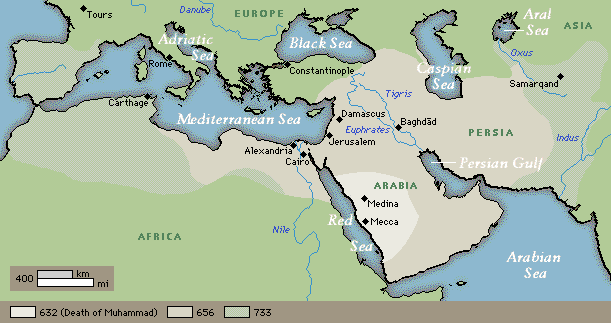 Tours
Danube
EUROPE
Aral
Sea
ASIA
Adriatic
Sea
Black Sea
Oxus
Rome
Constantinople
Caspian
Sea
Samarqand
Carthage
Tigris
Mediterranean Sea
Damascus
Baghdād
Euphrates
PERSIA
Indus
Jerusalem
Alexandria
Cairo
Persian Gulf
ARABIA
Medina
Red
Sea
Mecca
Nile
AFRICA
Arabian
Sea
400
km
mi
632 (Death of Muhammad)
656
733